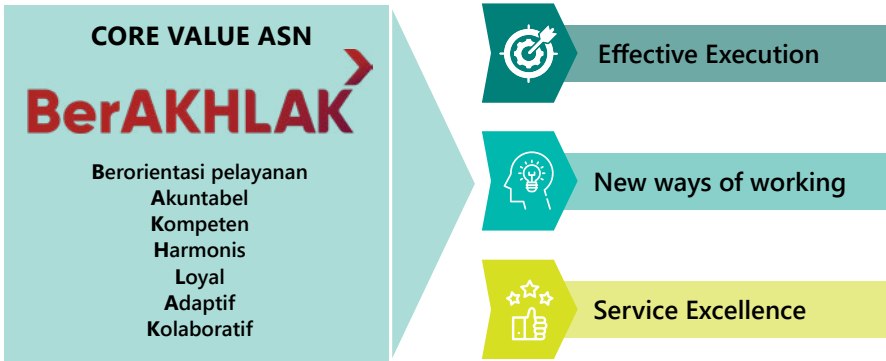 CORE VALUE ASN
BerAKHLAK
Berorientasi pelayanan
Akuntabel
Kompeten
Harmonis
Loyal
Adaptif
Kolaboratif
Effective Execution
New ways of working
Service Excellence